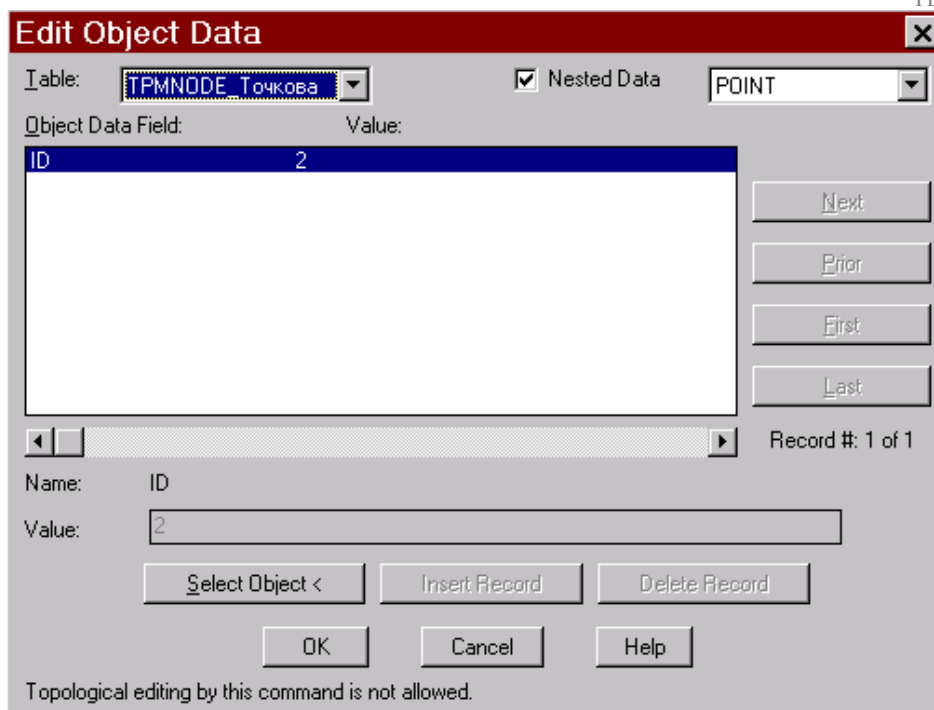 Edit Object Data
Table: TPMNODE_Точкова Nested Data POINT
Object Data Field: Value:
ID 2
Next
Prior
First
Last
Record #: 1 of 1
Name: ID
Value: 2
Select Object < Insert Record Delete Record
OK Cancel Help
Topological editing by this command is not allowed.